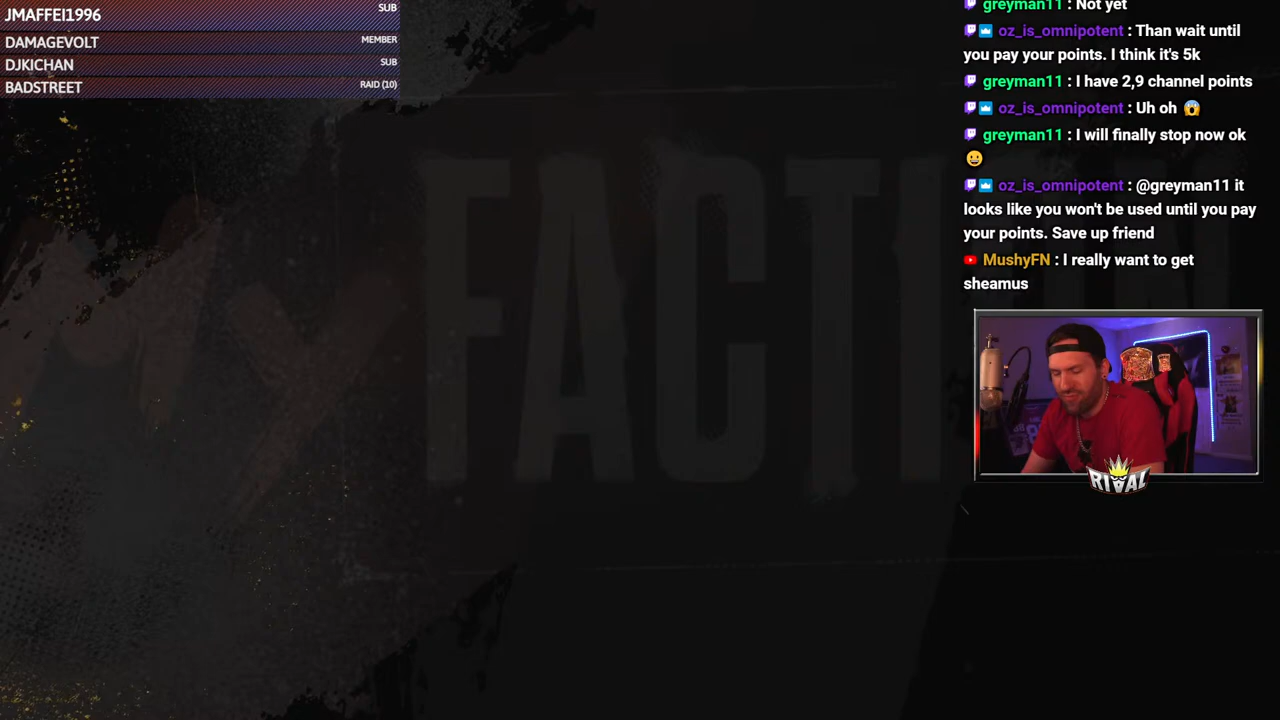 JMAFFEI1996 SUB
DAMAGEVOLT MEMBER
DJKICHAN SUB
BADSTREET RAID (10)
MY
FACTION
greyman11 : Not yet
oz_is_omnipotent : Than wait until
you pay your points. I think it's 5k
greyman11 : I have 2,9 channel points
oz_is_omnipotent : Uh oh 😱
greyman11 : I will finally stop now ok
😀
oz_is_omnipotent : @greyman11 it
looks like you won't be used until you pay
your points. Save up friend
MushyFN : I really want to get
sheamus
RIVAL